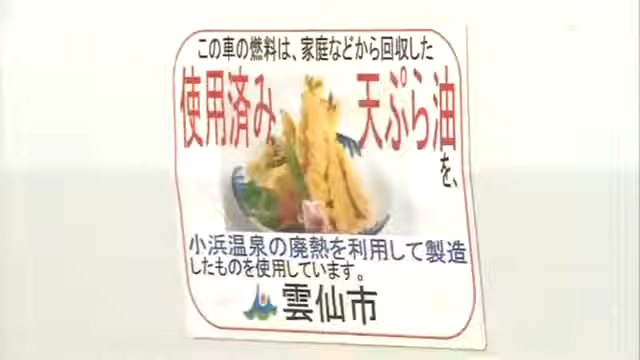 この車の燃料は、家庭などから回収した
使用済み 天ぷら油
を、
小浜温泉の廃熱を利用して製造
したものを使用しています。
雲仙市